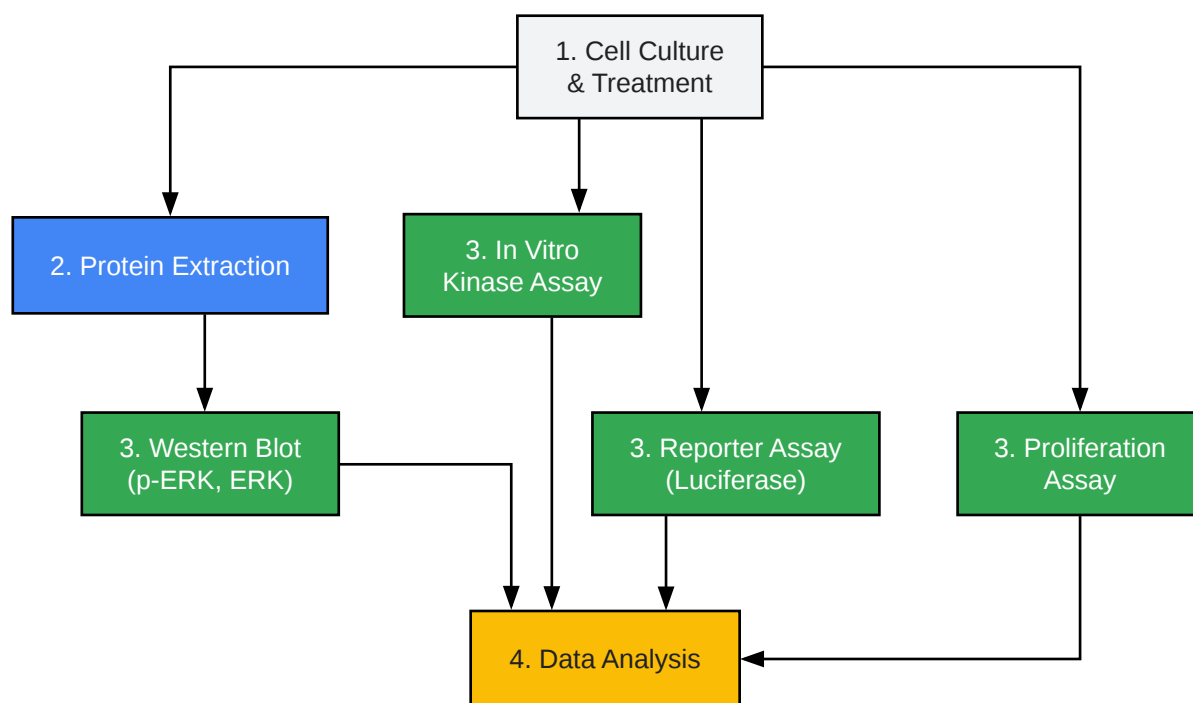 1. Cell Culture
& Treatment
2. Protein Extraction
3. In Vitro
Kinase Assay
3. Western Blot
(p-ERK, ERK)
3. Reporter Assay
(Luciferase)
3. Proliferation
Assay
4. Data Analysis